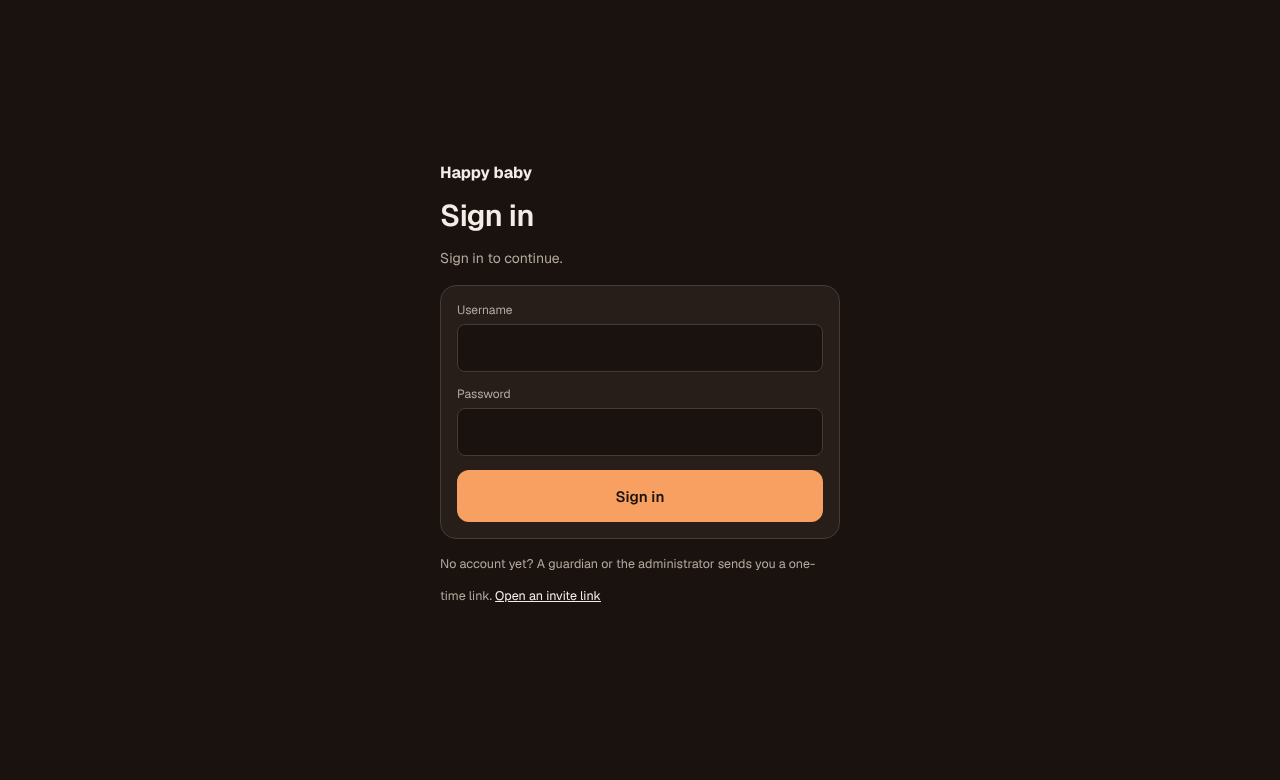 Happy baby
Sign in
Sign in to continue.
Username
Password
Sign in
No account yet? A guardian or the administrator sends you a one-
time link. Open an invite link